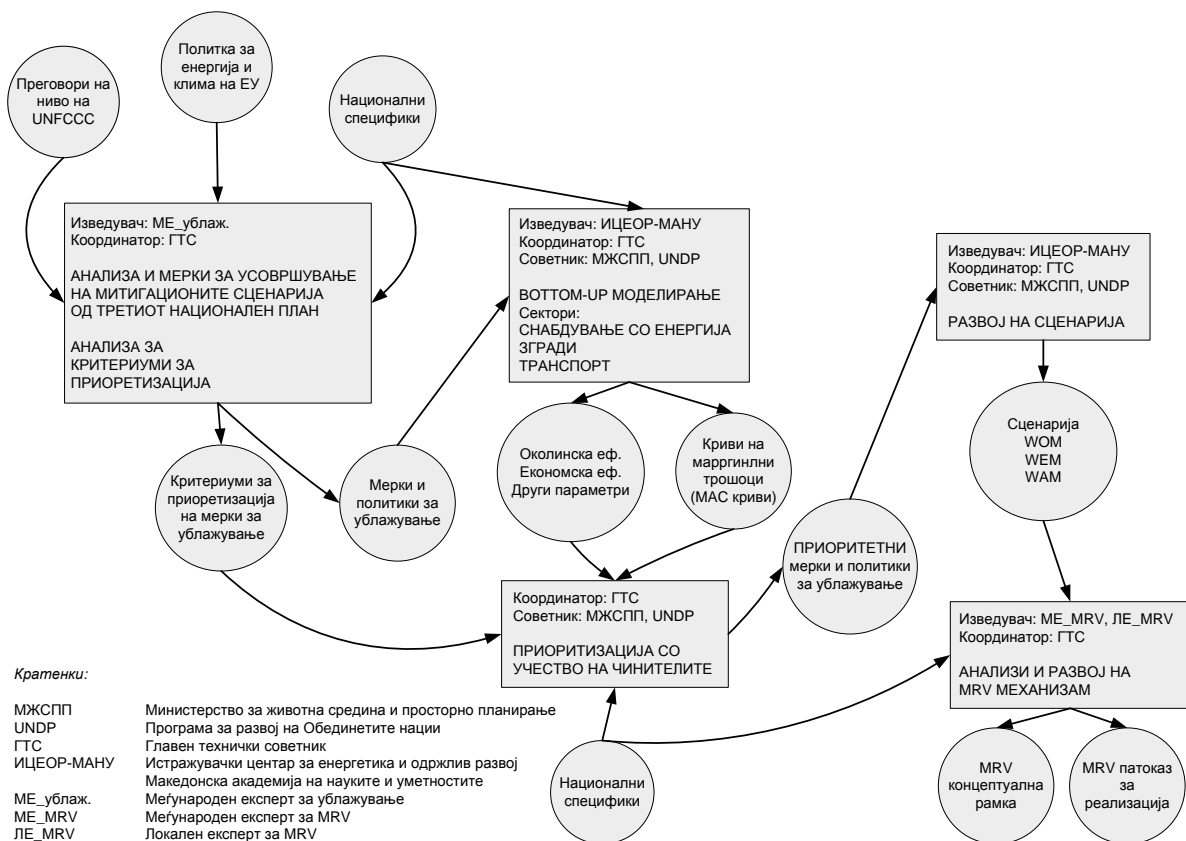 Преговори на
ниво на
UNFCCC
Политка за
енергија и
клима на ЕУ
Национални
специфики
Изведувач: МЕ_ублаж.
Координатор: ГТС
АНАЛИЗА И МЕРКИ ЗА УСОВРШУВАЊЕ
НА МИТИГАЦИОНИТЕ СЦЕНАРИЈА
ОД ТРЕТИОТ НАЦИОНАЛЕН ПЛАН
АНАЛИЗА ЗА
КРИТЕРИУМИ ЗА
ПРИОРЕТИЗАЦИЈА
Изведувач: ИЦЕОР-МАНУ
Координатор: ГТС
Советник: МЖСПП, UNDP
BOTTOM-UP МОДЕЛИРАЊЕ
Сектори:
СНАБДУВАЊЕ СО ЕНЕРГИЈА
ЗГРАДИ
ТРАНСПОРТ
Изведувач: ИЦЕОР-МАНУ
Координатор: ГТС
Советник: МЖСПП, UNDP
РАЗВОЈ НА СЦЕНАРИЈА
Критериуми за
приоретизација
на мерки за
ублажување
Мерки и
политики за
ублажување
Околинска еф.
Економска еф.
Други параметри
Криви на
марргинлни
трошоци
(МАС криви)
Сценарија
WOM
WEM
WAM
ПРИОРИТЕТНИ
мерки и политики
за ублажување
Координатор: ГТС
Советник: МЖСПП, UNDP
ПРИОРИТИЗАЦИЈА СО
УЧЕСТВО НА ЧИНИТЕЛИТЕ
Изведувач: МЕ_MRV, ЛЕ_MRV
Координатор: ГТС
АНАЛИЗИ И РАЗВОЈ НА
MRV МЕХАНИЗАМ
Национални
специфики
MRV
концептуална
рамка
MRV патоказ
за
реализација
Кратенки:
МЖСПП Министерство за животна средина и просторно планирање
UNDP Програма за развој на Обединетите нации
ГТС Главен технички советник
ИЦЕОР-МАНУ Истражувачки центар за енергетика и одржлив развој
Македонска академија на науките и уметностите
МЕ_ублаж. Меѓународен експерт за ублажување
МЕ_MRV Меѓународен експерт за MRV
ЛЕ_MRV Локален експерт за MRV